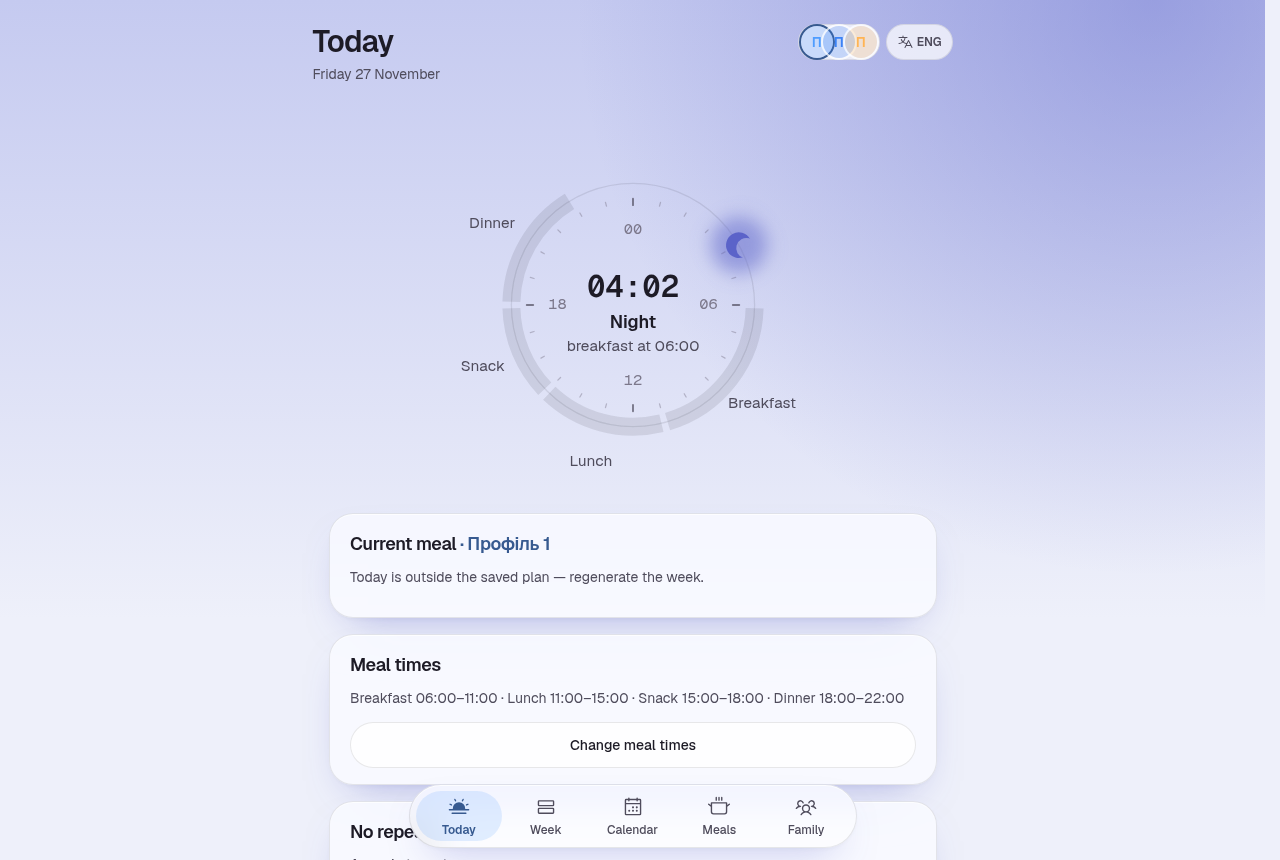 Today
Friday 27 November
П П П
ENG
Dinner
00
04:02
18
06
Night
breakfast at 06:00
Snack
12
Breakfast
Lunch
Current meal · Профіль 1
Today is outside the saved plan — regenerate the week.
Meal times
Breakfast 06:00–11:00 · Lunch 11:00–15:00 · Snack 15:00–18:00 · Dinner 18:00–22:00
Change meal times
No repe
Today Week Calendar Meals Family